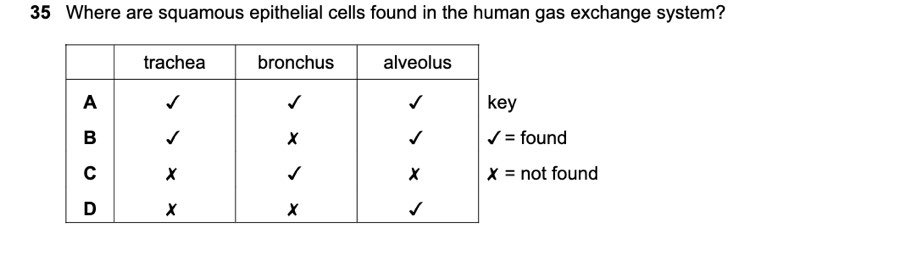 35 Where are squamous epithelial cells found in the human gas exchange system?
trachea bronchus alveolus
A ✓ ✓ ✓ key
B ✓ ✗ ✓ ✓ = found
C ✗ ✓ ✗ ✗ = not found
D ✗ ✗ ✓